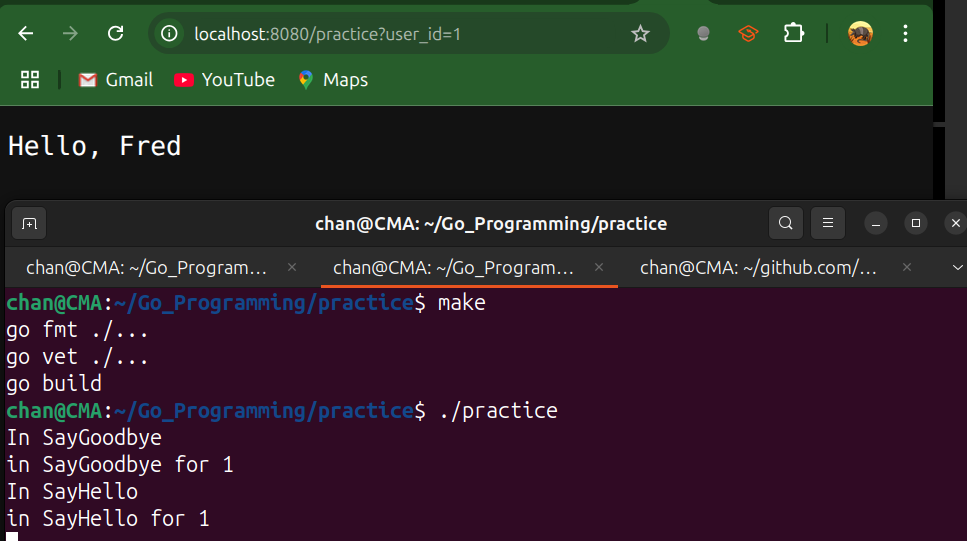 localhost:8080/practice?user_id=1
Gmail YouTube Maps
Hello, Fred
chan@CMA: ~/Go_Programming/practice
chan@CMA: ~/Go_Program... chan@CMA: ~/Go_Program... chan@CMA: ~/github.com/...
chan@CMA:~/Go_Programming/practice$ make
go fmt ./...
go vet ./...
go build
chan@CMA:~/Go_Programming/practice$ ./practice
In SayGoodbye
in SayGoodbye for 1
In SayHello
in SayHello for 1